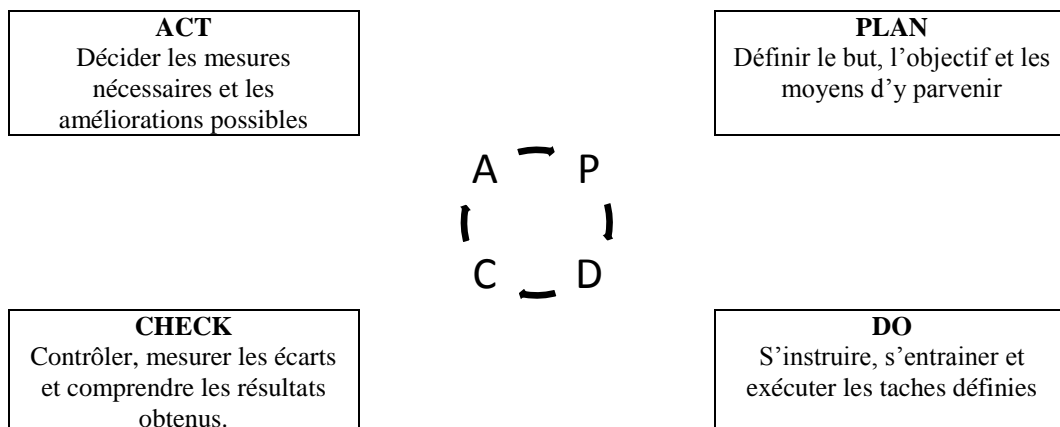 ACT
Décider les mesures
nécessaires et les
améliorations possibles
PLAN
Définir le but, l’objectif et les
moyens d’y parvenir
A P
C D
CHECK
Contrôler, mesurer les écarts
et comprendre les résultats
obtenus.
DO
S’instruire, s’entrainer et
exécuter les taches définies